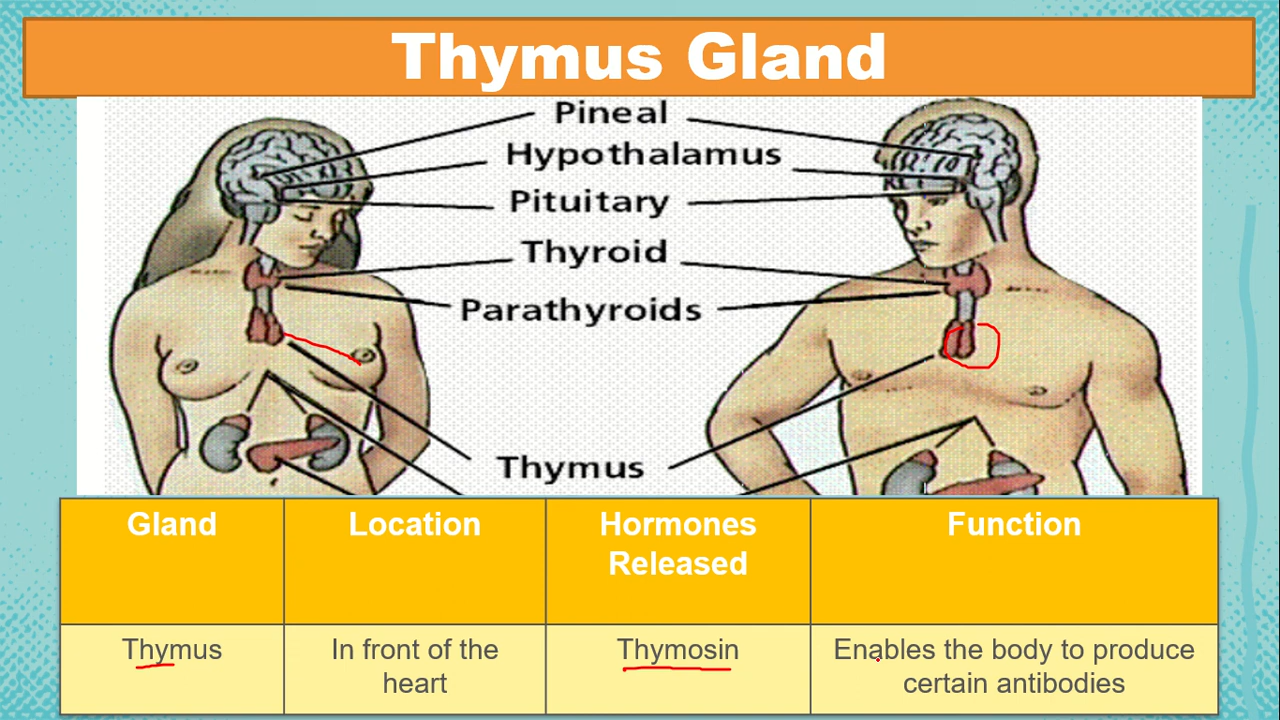 Thymus Gland
Pineal
Hypothalamus
Pituitary
Thyroid
Parathyroids
Thymus
Gland
Location
Hormones
Released
Function
Thymus
In front of the
heart
Thymosin
Enables the body to produce
certain antibodies